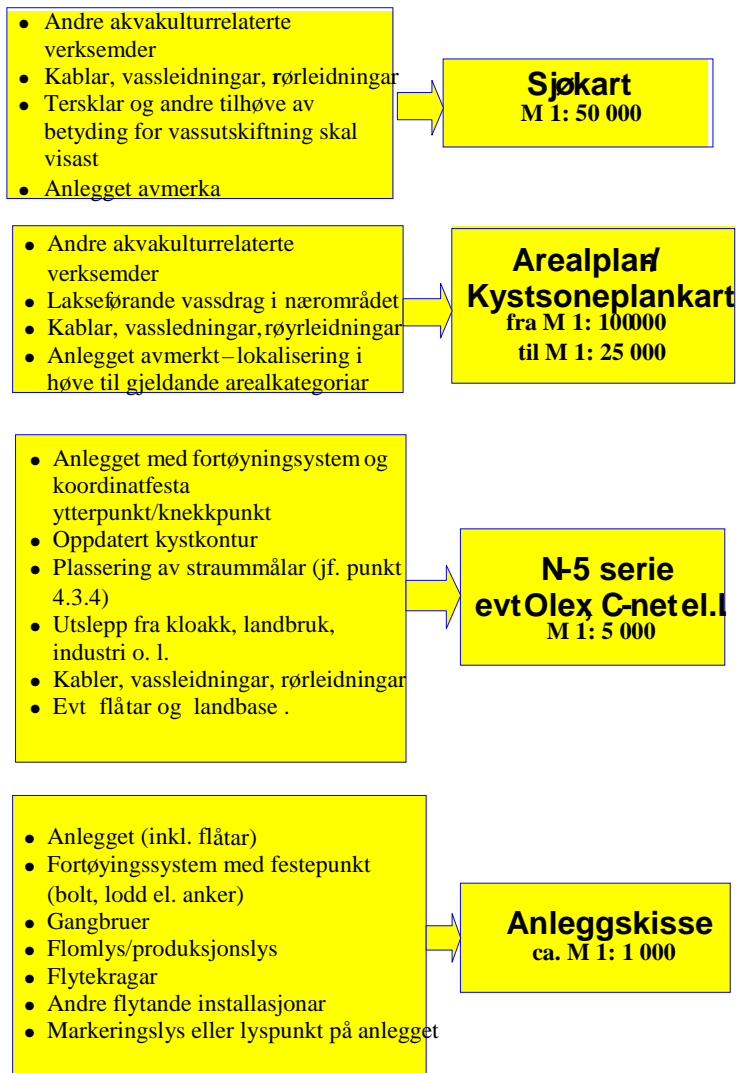 ● Andre akvakulturrelaterte
verksemder
● Kablar, vassleidningar, rørleidningar
● Tersklar og andre tilhøve av
betyding for vassutskiftning skal
visast
● Anlegget avmerka
Sjøkart
M 1: 50 000
● Andre akvakulturrelaterte
verksemder
● Lakseførande vassdrag i nærområdet
● Kablar, vassledningar, røyrleidningar
● Anlegget avmerkt – lokalisering i
høve til gjeldande arealkategoriar
Arealplan/
Kystsoneplankart
fra M 1: 100000
til M 1: 25 000
● Anlegget med fortøyningsystem og
koordinatfesta
ytterpunkt/knekkpunkt
● Oppdatert kystkontur
● Plassering av straummålar (jf. punkt
4.3.4)
● Utslepp fra kloakk, landbruk,
industri o. l.
● Kabler, vassleidningar, rørleidningar
● Evt flåtar og landbase .
N-5 serie
evt Olex, C-net el.l
M 1: 5 000
● Anlegget (inkl. flåtar)
● Fortøyingssystem med festepunkt
(bolt, lodd el. anker)
● Gangbruer
● Flomlys/produksjonslys
● Flytekragar
● Andre flytande installasjonar
● Markeringslys eller lyspunkt på anlegget
Anleggskisse
ca. M 1: 1 000